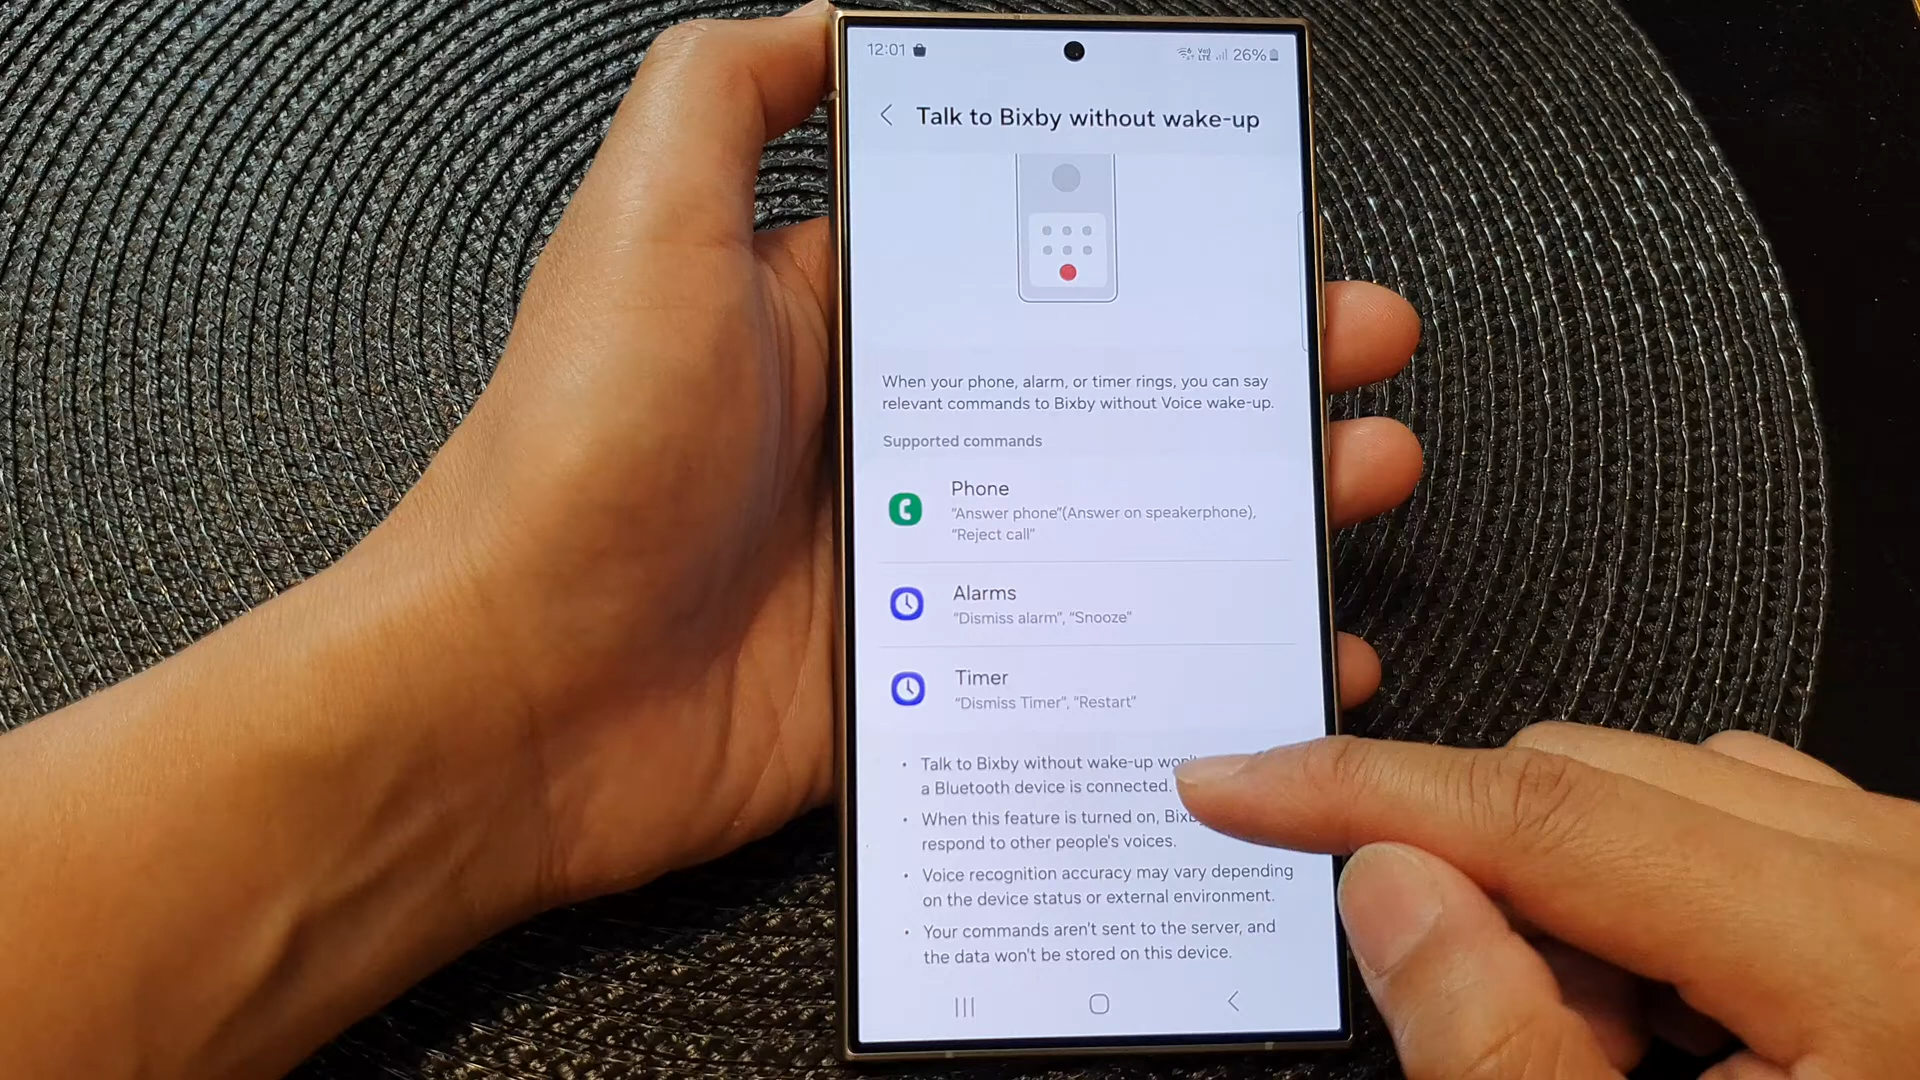 12:01
Vo)
LTE
26%
Talk to Bixby without wake-up
When your phone, alarm, or timer rings, you can say
relevant commands to Bixby without Voice wake-up.
Supported commands
Phone
"Answer phone"(Answer on speakerphone),
"Reject call"
Alarms
"Dismiss alarm", "Snooze"
Timer
"Dismiss Timer", "Restart"
• Talk to Bixby without wake-up won't
a Bluetooth device is connected.
• When this feature is turned on,
respond to other people's voices.
• Voice recognition accuracy may vary depending
on the device status or external environment.
• Your commands aren't sent to the server, and
the data won't be stored on this device.